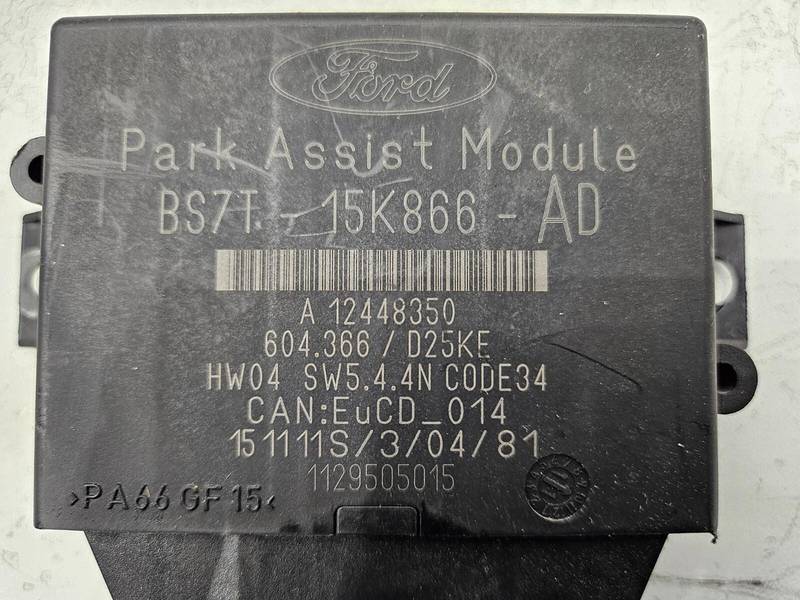 Ford
Park Assist Module
BS7T - 15K866 - AD
A 12448350
604.366 / D25KE
HW04 SW5.4.4N CODE34
CAN:EuCD_014
151111S/3/04/81
1129505015
>PA66 GF15<